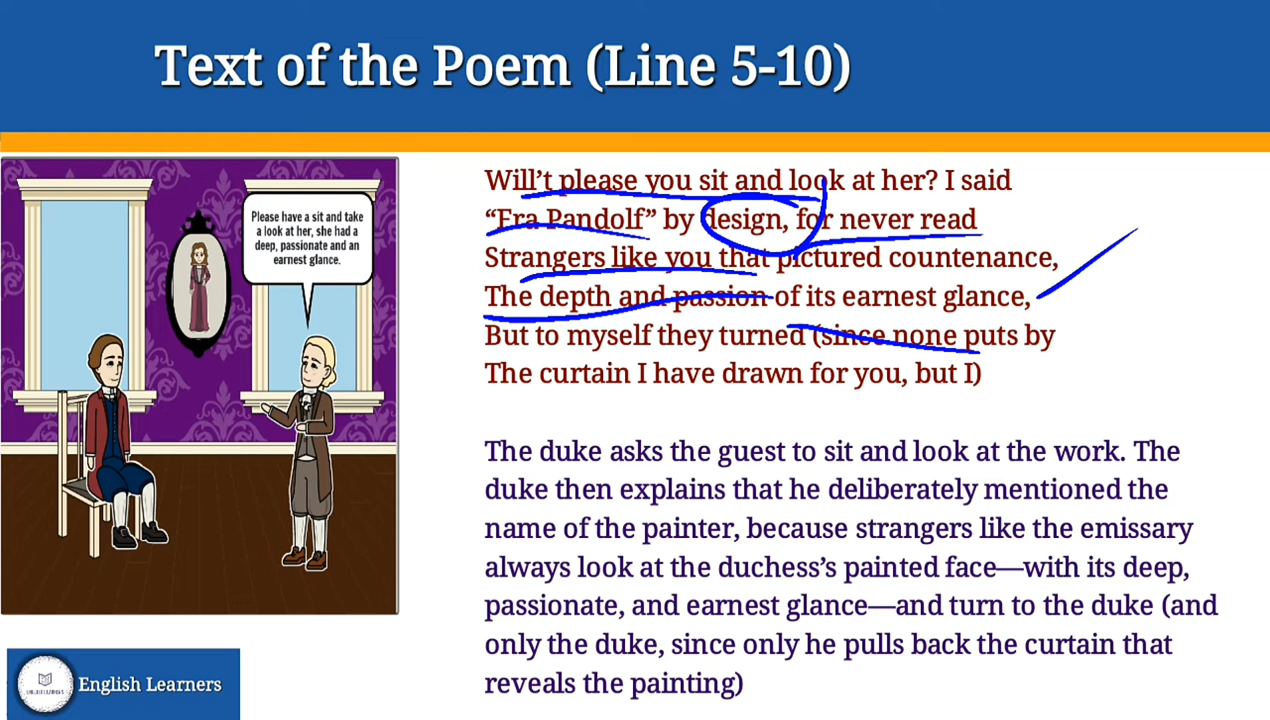 Text of the Poem (Line 5-10)
Please have a sit and take
a look at her, she had a
deep, passionate and an
earnest glance.
Will’t please you sit and look at her? I said
“Fra Pandolf” by design, for never read
Strangers like you that pictured countenance,
The depth and passion of its earnest glance,
But to myself they turned (since none puts by
The curtain I have drawn for you, but I)
The duke asks the guest to sit and look at the work. The
duke then explains that he deliberately mentioned the
name of the painter, because strangers like the emissary
always look at the duchess’s painted face—with its deep,
passionate, and earnest glance—and turn to the duke (and
only the duke, since only he pulls back the curtain that
reveals the painting)
English Learners